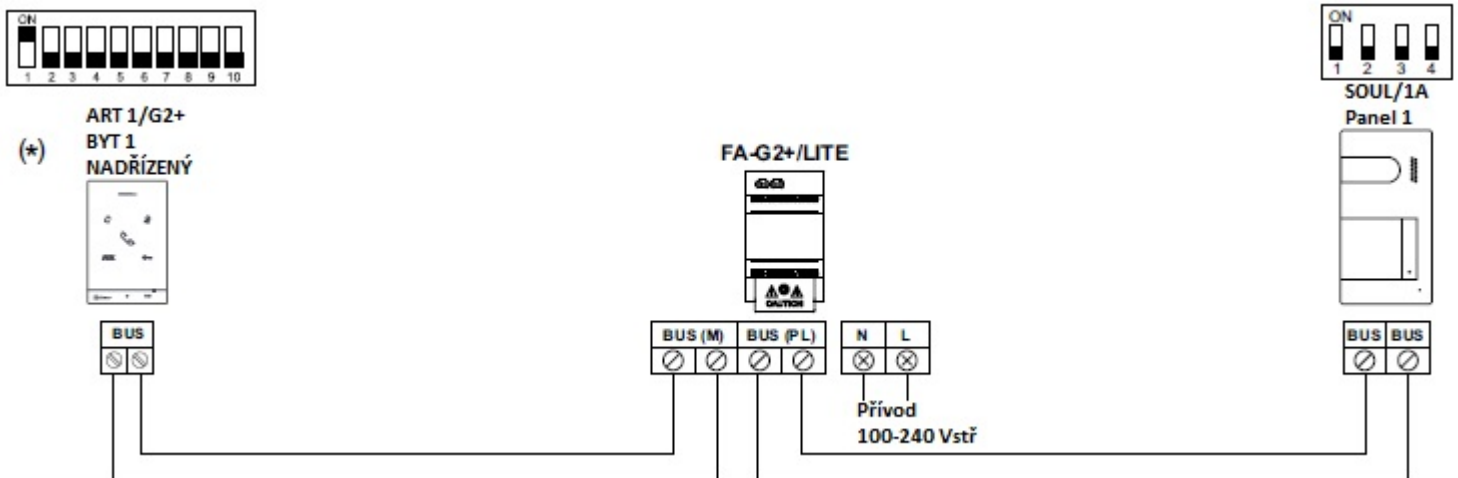 ON
1 2 3 4 5 6 7 8 9 10
ART 1/G2+
BYT 1
NADŘÍZENÝ
(*)
BUS
FA-G2+/LITE
CAUTION
BUS (M) BUS (PL) N L
Přívod
100-240 Vstř
ON
1 2 3 4
SOUL/1A
Panel 1
BUS BUS